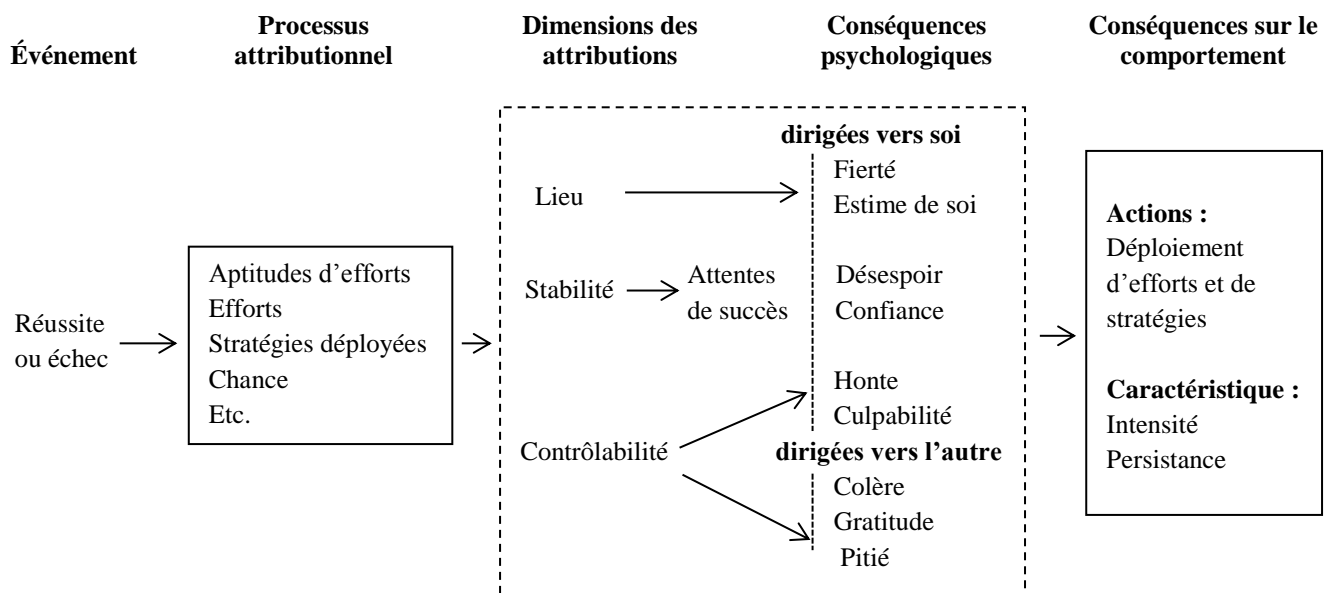 Événement
Processus
attributionnel
Dimensions des
attributions
Conséquences
psychologiques
Conséquences sur le
comportement
Réussite
ou échec
Aptitudes d’efforts
Efforts
Stratégies déployées
Chance
Etc.
Lieu
Stabilité
Attentes
de succès
Contrôlabilité
dirigées vers soi
Fierté
Estime de soi
Désespoir
Confiance
Honte
Culpabilité
dirigées vers l’autre
Colère
Gratitude
Pitié
Actions :
Déploiement
d’efforts et de
stratégies
Caractéristique :
Intensité
Persistance